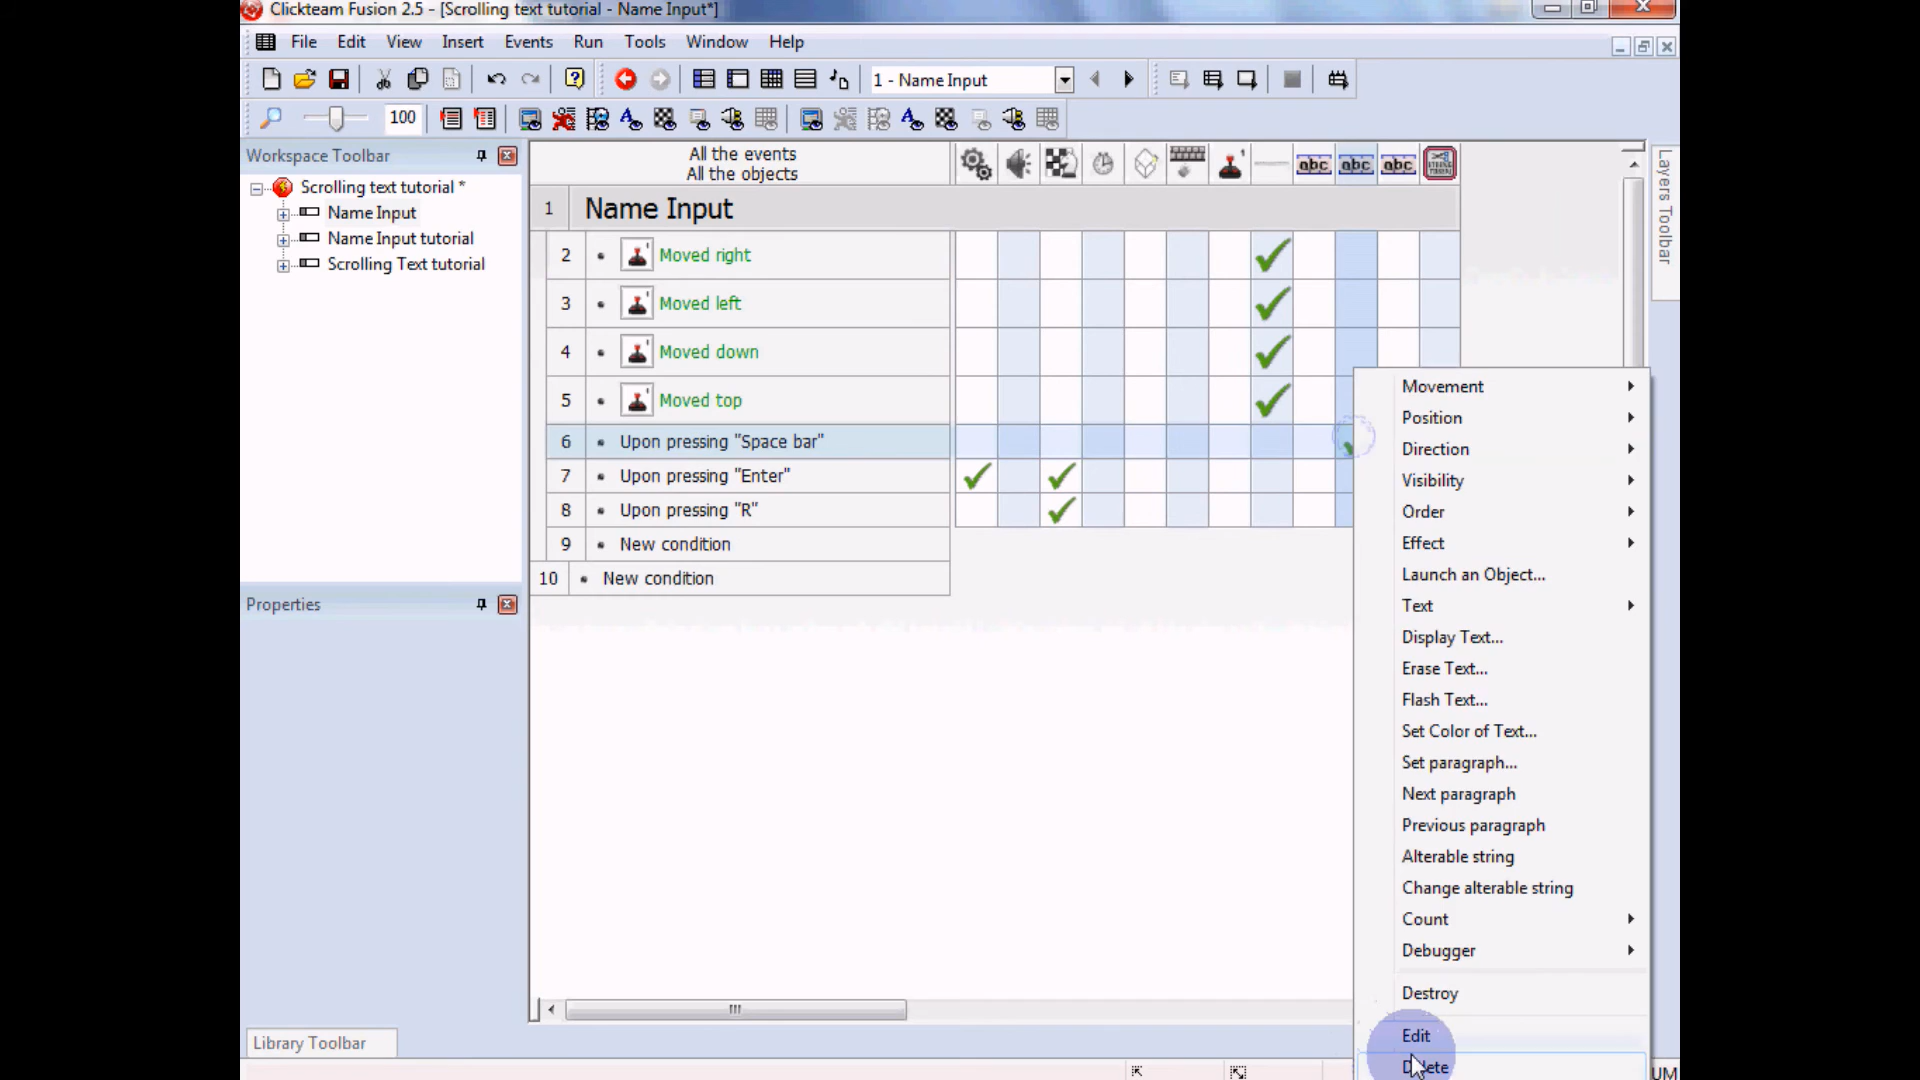 Clickteam Fusion 2.5 - [Scrolling text tutorial - Name Input*]
File Edit View Insert Events Run Tools Window Help
1 - Name Input
100
Workspace Toolbar
Scrolling text tutorial *
Name Input
Name Input tutorial
Scrolling Text tutorial
Properties
Library Toolbar
All the events
All the objects
abc abc abc
1 Name Input
2 Moved right
3 Moved left
4 Moved down
5 Moved top
6 Upon pressing "Space bar"
7 Upon pressing "Enter"
8 Upon pressing "R"
9 New condition
10 New condition
Layers Toolbar
Movement
Position
Direction
Visibility
Order
Effect
Launch an Object...
Text
Display Text...
Erase Text...
Flash Text...
Set Color of Text...
Set paragraph...
Next paragraph
Previous paragraph
Alterable string
Change alterable string
Count
Debugger
Destroy
Edit
Delete
UM